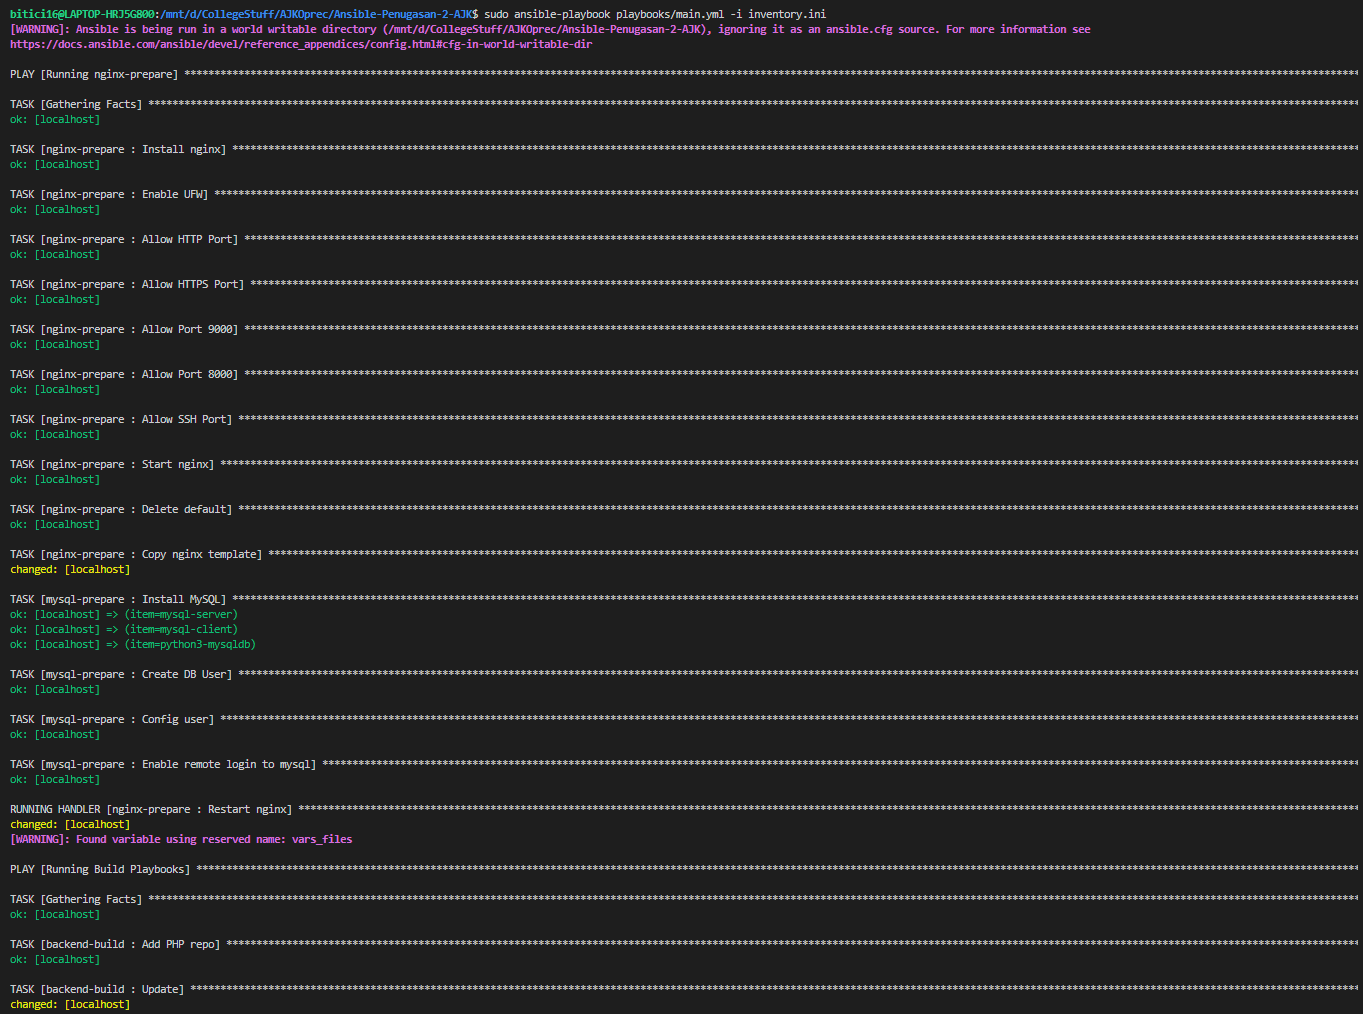 bitici16@LAPTOP-HRJ5G800:/mnt/d/CollegeStuff/AJKOprec/Ansible-Penugasan-2-AJK$ sudo ansible-playbook playbooks/main.yml -i inventory.ini
[WARNING]: Ansible is being run in a world writable directory (/mnt/d/CollegeStuff/AJKOprec/Ansible-Penugasan-2-AJK), ignoring it as an ansible.cfg source. For more information see
https://docs.ansible.com/ansible/devel/reference_appendices/config.html#cfg-in-world-writable-dir
PLAY [Running nginx-prepare] ****************************************
TASK [Gathering Facts] ****************************************
ok: [localhost]
TASK [nginx-prepare : Install nginx] ****************************************
ok: [localhost]
TASK [nginx-prepare : Enable UFW] ****************************************
ok: [localhost]
TASK [nginx-prepare : Allow HTTP Port] ****************************************
ok: [localhost]
TASK [nginx-prepare : Allow HTTPS Port] ****************************************
ok: [localhost]
TASK [nginx-prepare : Allow Port 9000] ****************************************
ok: [localhost]
TASK [nginx-prepare : Allow Port 8000] ****************************************
ok: [localhost]
TASK [nginx-prepare : Allow SSH Port] ****************************************
ok: [localhost]
TASK [nginx-prepare : Start nginx] ****************************************
ok: [localhost]
TASK [nginx-prepare : Delete default] ****************************************
ok: [localhost]
TASK [nginx-prepare : Copy nginx template] ****************************************
changed: [localhost]
TASK [mysql-prepare : Install MySQL] ****************************************
ok: [localhost] => (item=mysql-server)
ok: [localhost] => (item=mysql-client)
ok: [localhost] => (item=python3-mysqldb)
TASK [mysql-prepare : Create DB User] ****************************************
ok: [localhost]
TASK [mysql-prepare : Config user] ****************************************
ok: [localhost]
TASK [mysql-prepare : Enable remote login to mysql] ****************************************
ok: [localhost]
RUNNING HANDLER [nginx-prepare : Restart nginx] ****************************************
changed: [localhost]
[WARNING]: Found variable using reserved name: vars_files
PLAY [Running Build Playbooks] ****************************************
TASK [Gathering Facts] ****************************************
ok: [localhost]
TASK [backend-build : Add PHP repo] ****************************************
ok: [localhost]
TASK [backend-build : Update] ****************************************
changed: [localhost]